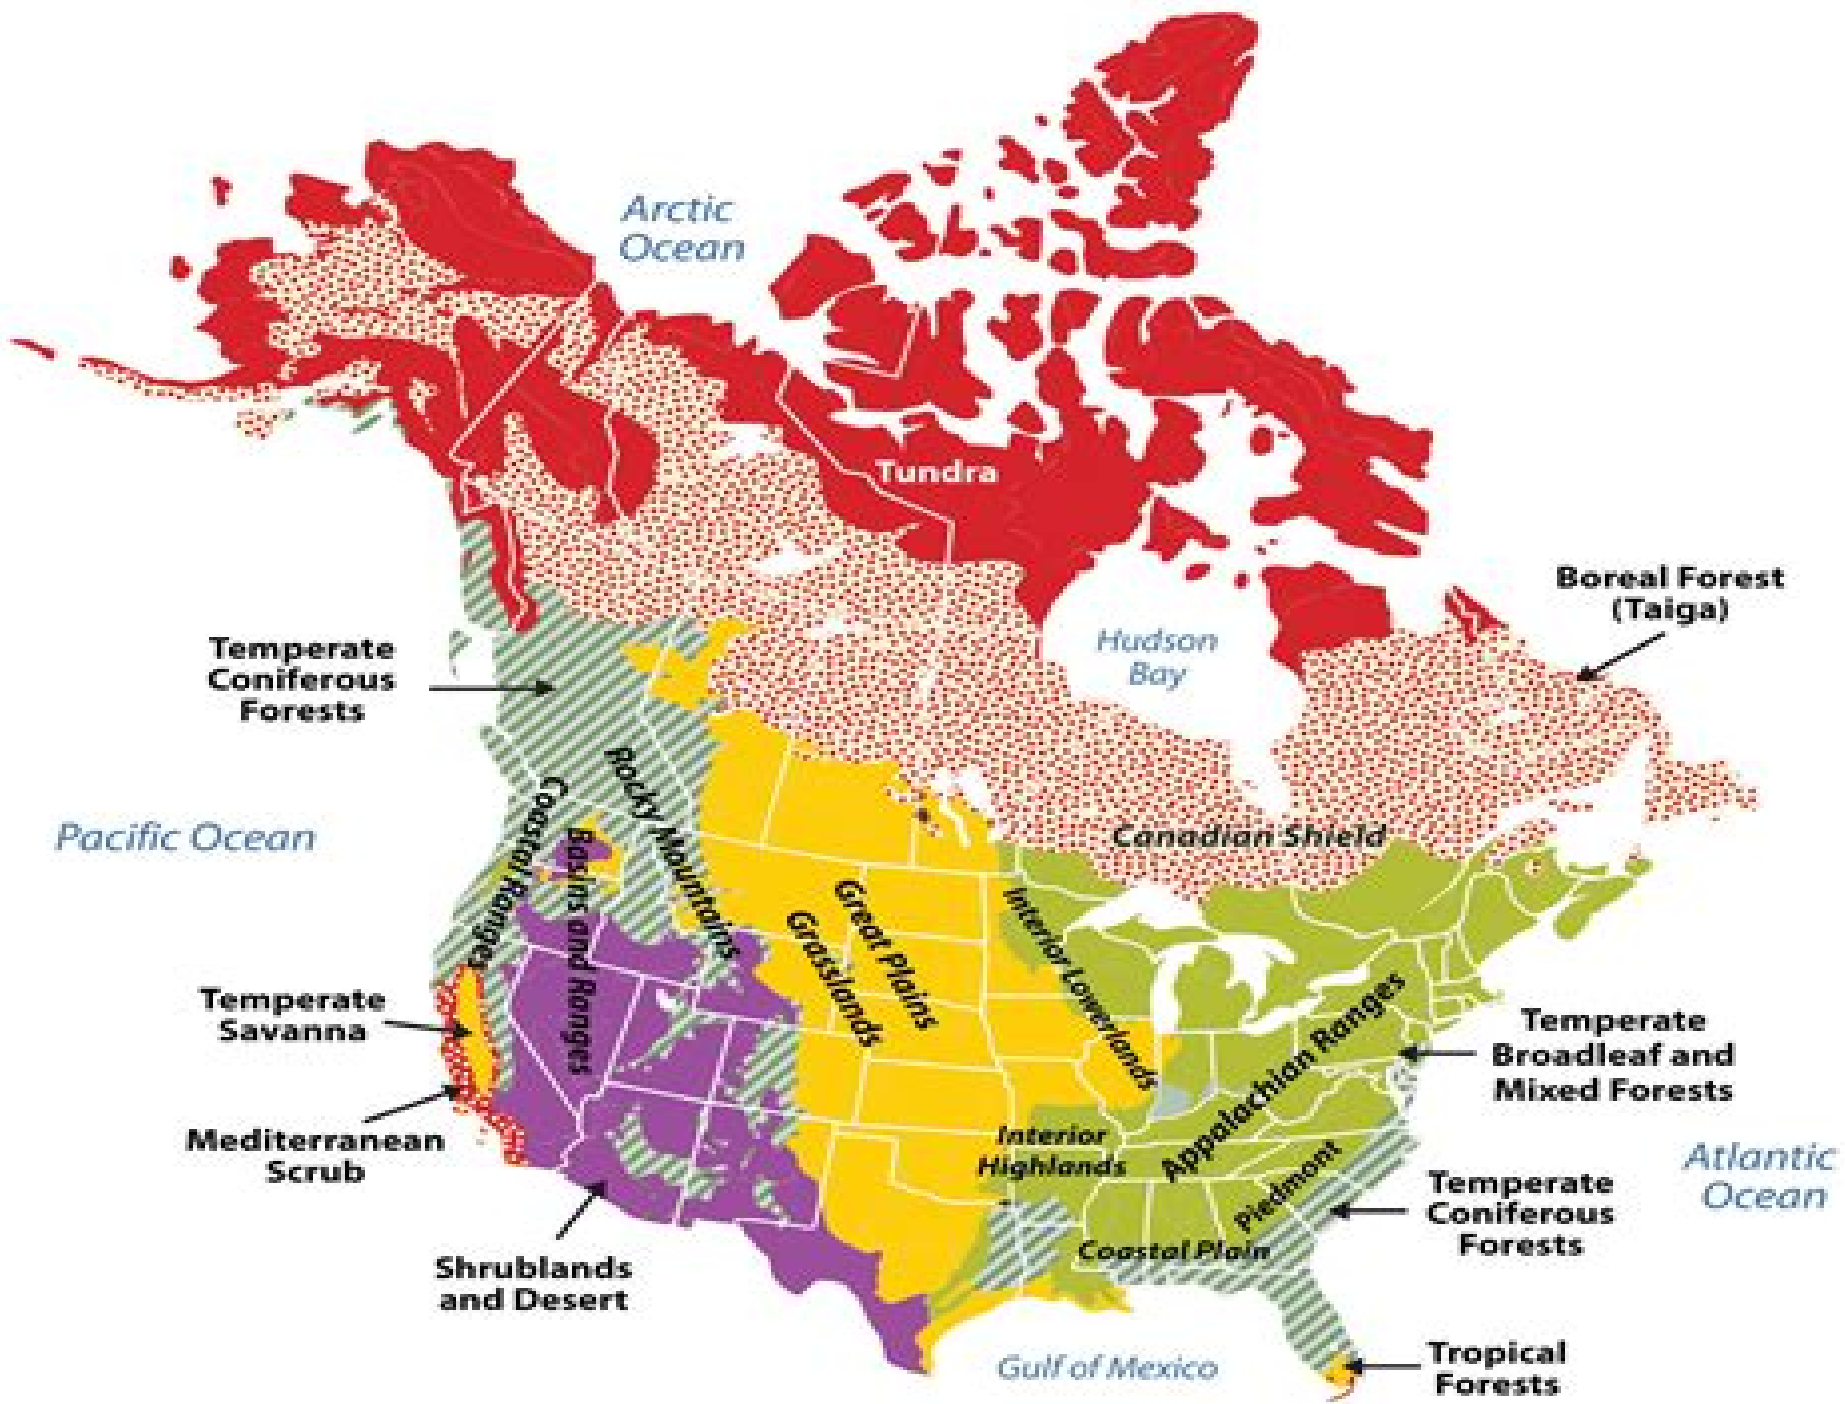 Arctic
Ocean
Tundra
Boreal Forest
(Taiga)
Hudson
Bay
Temperate
Coniferous
Forests
Rocky Mountains
Coastal Ranges
Basins and Ranges
Pacific Ocean
Canadian Shield
Great Plains
Grasslands
Interior Lowerlands
Temperate
Savanna
Appalachian Ranges
Temperate
Broadleaf and
Mixed Forests
Mediterranean
Scrub
Interior
Highlands
Piedmont
Atlantic
Ocean
Temperate
Coniferous
Forests
Coastal Plain
Shrublands
and Desert
Gulf of Mexico
Tropical
Forests